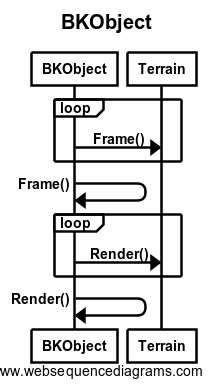 BKObject
BKObject Terrain
loop
Frame()
Frame()
loop
Render()
Render()
BKObject Terrain
www.websequencediagrams.com